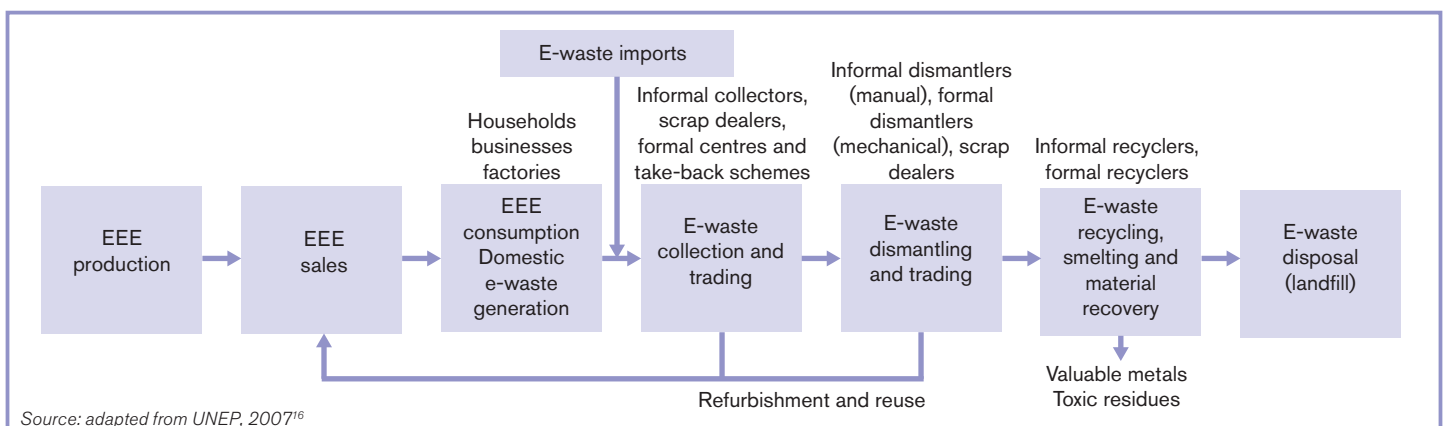 E-waste imports
Households
businesses
factories
Informal collectors,
scrap dealers,
formal centres and
take-back schemes
Informal dismantlers
(manual), formal
dismantlers
(mechanical), scrap
dealers
Informal recyclers,
formal recyclers
EEE
production
EEE
sales
EEE
consumption
Domestic
e-waste
generation
E-waste
collection and
trading
E-waste
dismantling
and trading
E-waste
recycling,
smelting and
material
recovery
E-waste
disposal
(landfill)
Refurbishment and reuse
Valuable metals
Toxic residues
Source: adapted from UNEP, 2007¹⁶